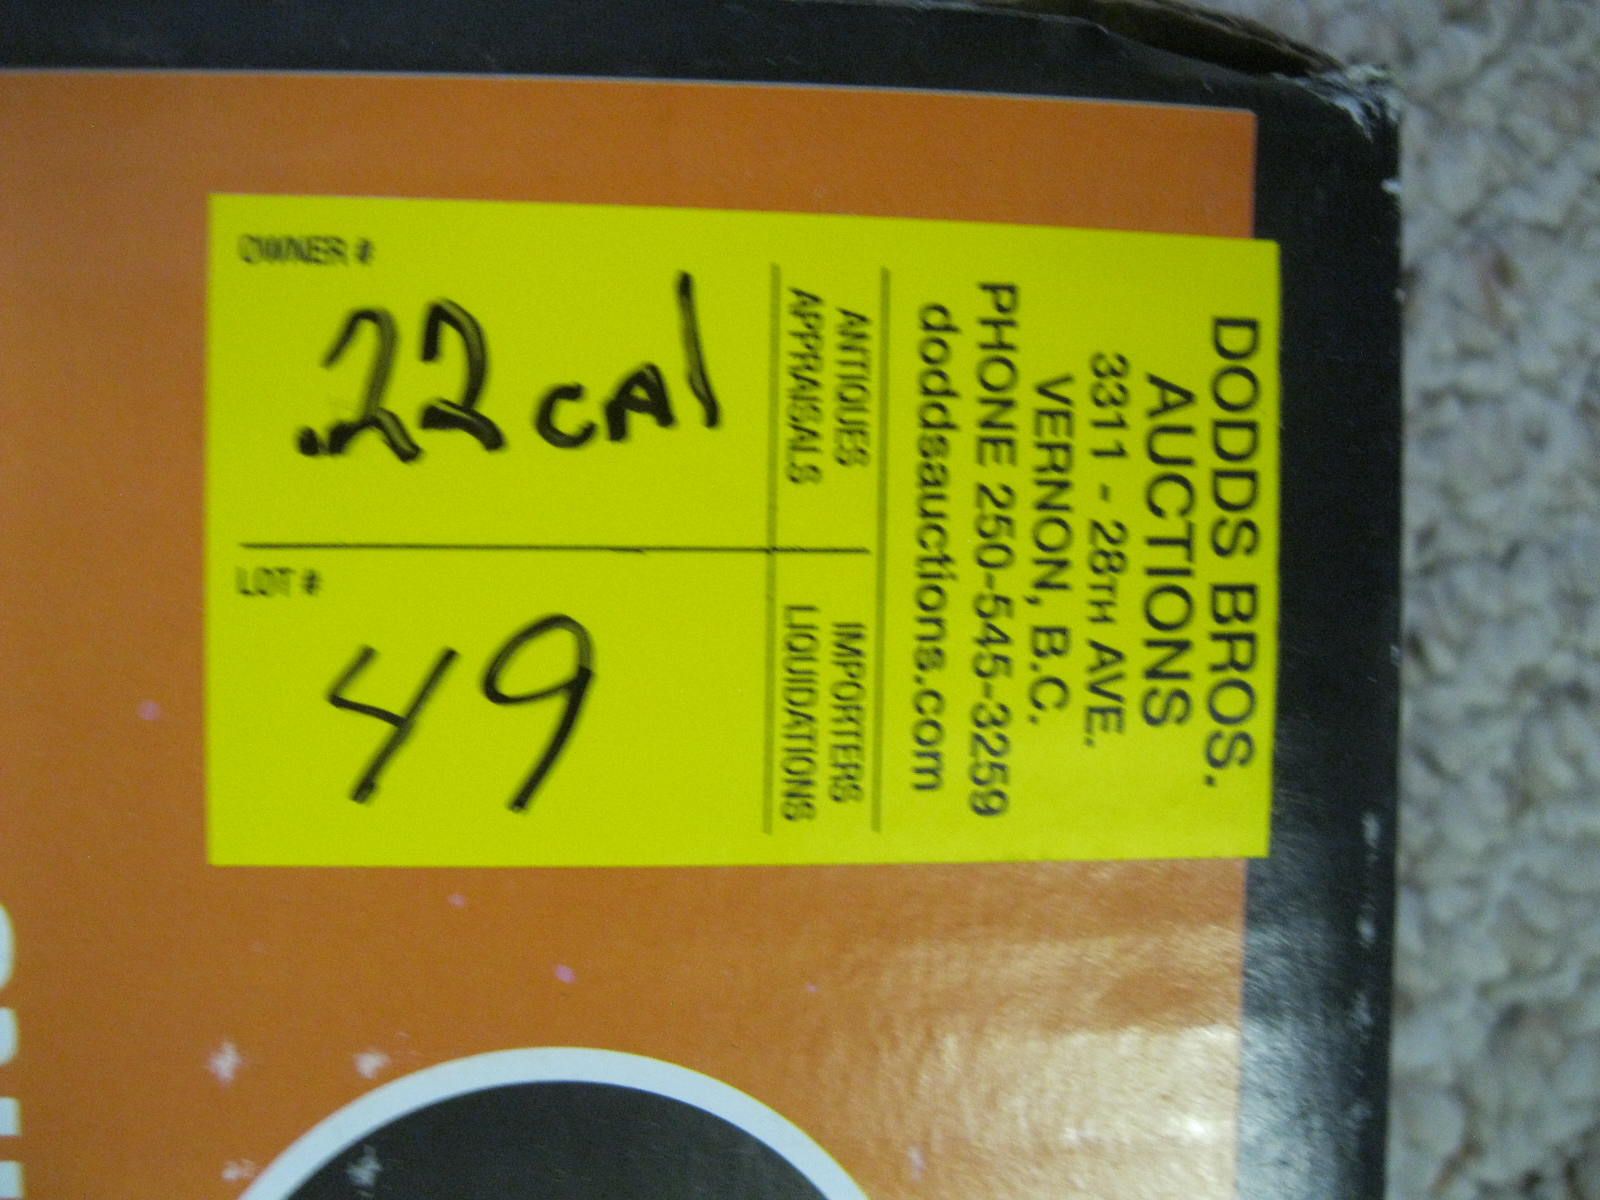 DODDS BROS.
AUCTIONS
3311 - 28TH AVE.
VERNON, B.C.
PHONE 250-545-3259
doddsauctions.com
ANTIQUES
APPRAISALS
IMPORTERS
LIQUIDATIONS
OWNER #
.22 CAl
LOT #
49